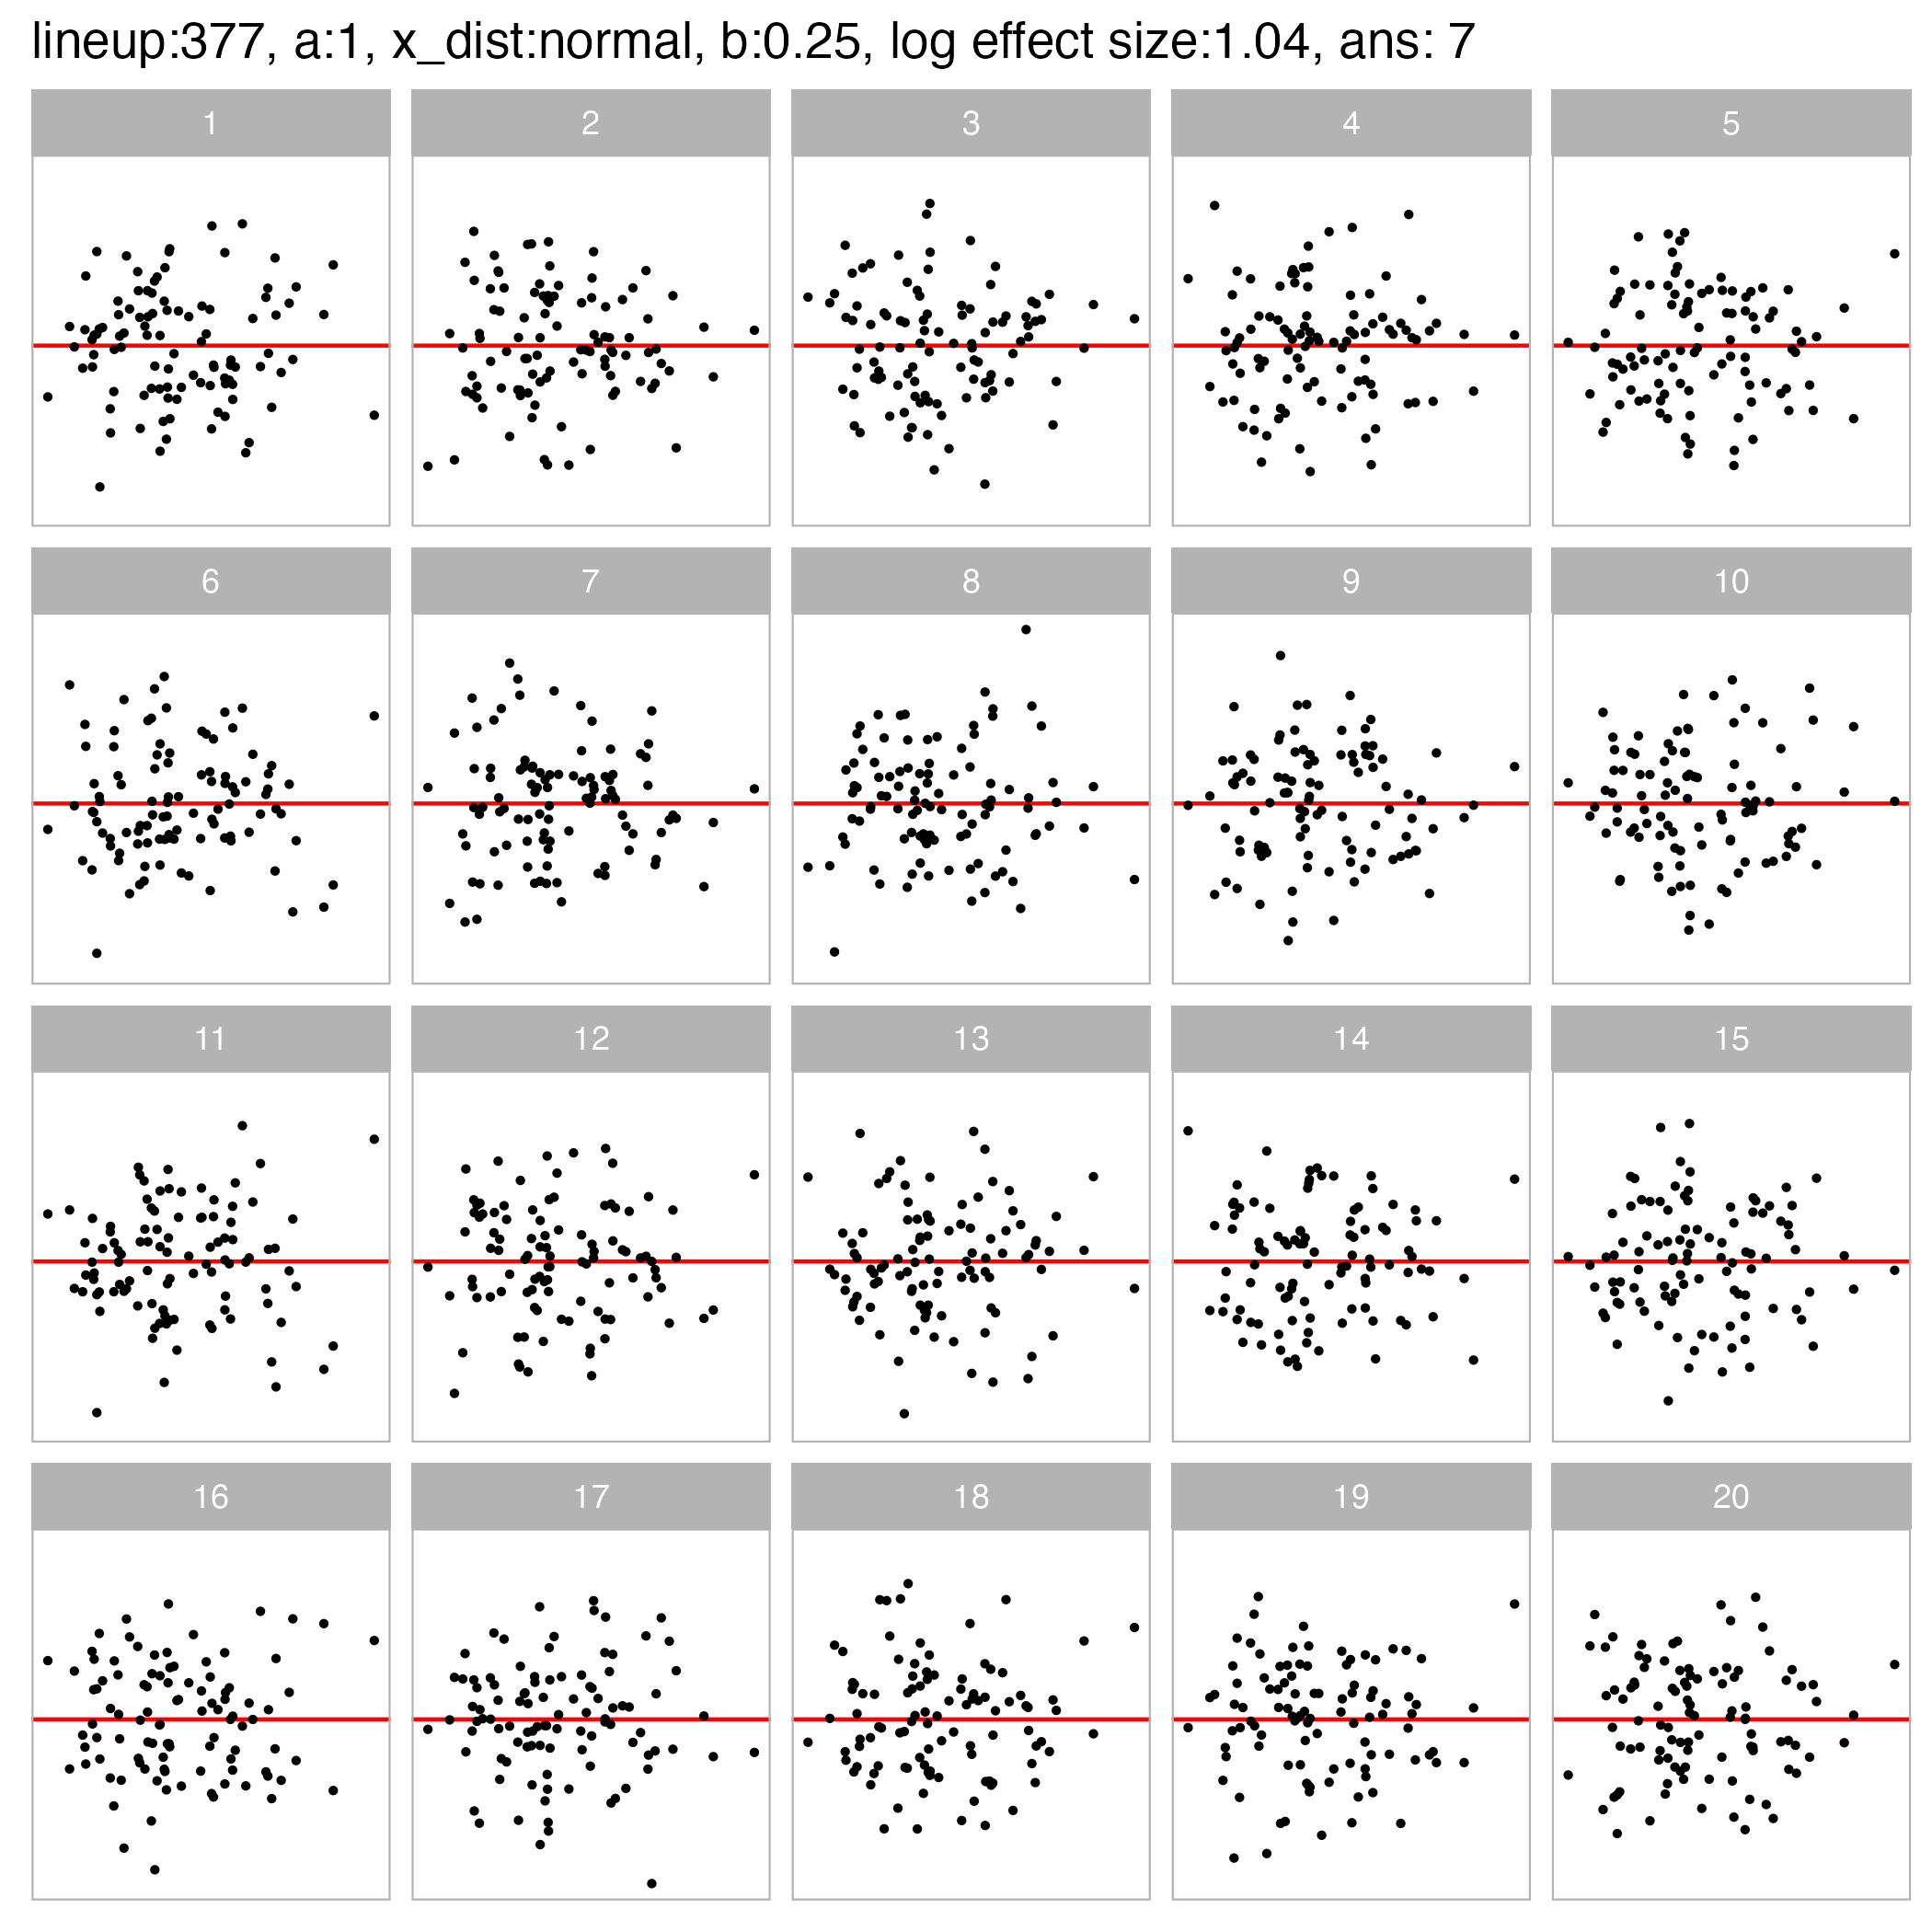 lineup:377, a:1, x_dist:normal, b:0.25, log effect size:1.04, ans: 7
1 2 3 4 5
6 7 8 9 10
11 12 13 14 15
16 17 18 19 20